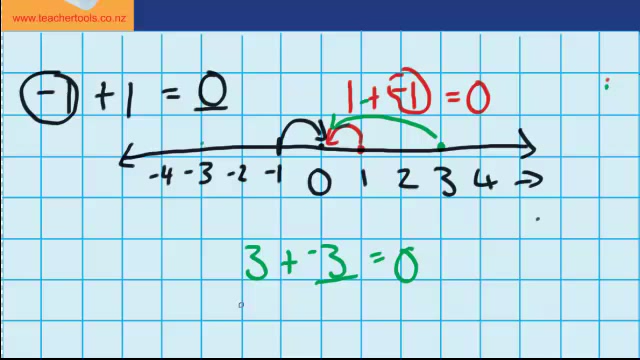 www.teachertools.co.nz
-1 + 1 = 0
1 + -1 = 0
-4 -3 -2 -1 0 1 2 3 4
3 + -3 = 0